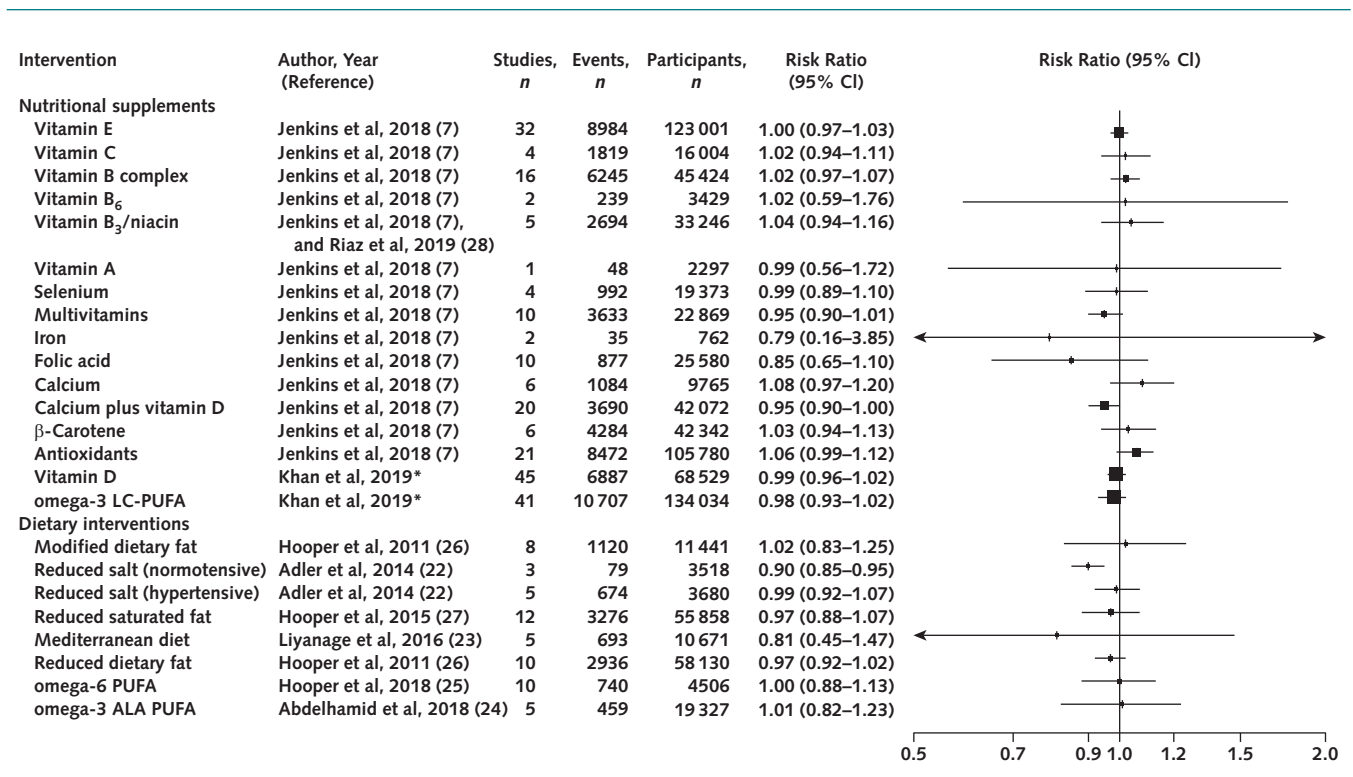 Intervention Author, Year Studies, Events, Participants, Risk Ratio Risk Ratio (95% CI)
(Reference) n n n (95% CI)
Nutritional supplements
Vitamin E Jenkins et al, 2018 (7) 32 8984 123 001 1.00 (0.97–1.03)
Vitamin C Jenkins et al, 2018 (7) 4 1819 16 004 1.02 (0.94–1.11)
Vitamin B complex Jenkins et al, 2018 (7) 16 6245 45 424 1.02 (0.97–1.07)
Vitamin B6 Jenkins et al, 2018 (7) 2 239 3429 1.02 (0.59–1.76)
Vitamin B3/niacin Jenkins et al, 2018 (7), 5 2694 33 246 1.04 (0.94–1.16)
and Riaz et al, 2019 (28)
Vitamin A Jenkins et al, 2018 (7) 1 48 2297 0.99 (0.56–1.72)
Selenium Jenkins et al, 2018 (7) 4 992 19 373 0.99 (0.89–1.10)
Multivitamins Jenkins et al, 2018 (7) 10 3633 22 869 0.95 (0.90–1.01)
Iron Jenkins et al, 2018 (7) 2 35 762 0.79 (0.16–3.85)
Folic acid Jenkins et al, 2018 (7) 10 877 25 580 0.85 (0.65–1.10)
Calcium Jenkins et al, 2018 (7) 6 1084 9765 1.08 (0.97–1.20)
Calcium plus vitamin D Jenkins et al, 2018 (7) 20 3690 42 072 0.95 (0.90–1.00)
β-Carotene Jenkins et al, 2018 (7) 6 4284 42 342 1.03 (0.94–1.13)
Antioxidants Jenkins et al, 2018 (7) 21 8472 105 780 1.06 (0.99–1.12)
Vitamin D Khan et al, 2019* 45 6887 68 529 0.99 (0.96–1.02)
omega-3 LC-PUFA Khan et al, 2019* 41 10 707 134 034 0.98 (0.93–1.02)
Dietary interventions
Modified dietary fat Hooper et al, 2011 (26) 8 1120 11 441 1.02 (0.83–1.25)
Reduced salt (normotensive) Adler et al, 2014 (22) 3 79 3518 0.90 (0.85–0.95)
Reduced salt (hypertensive) Adler et al, 2014 (22) 5 674 3680 0.99 (0.92–1.07)
Reduced saturated fat Hooper et al, 2015 (27) 12 3276 55 858 0.97 (0.88–1.07)
Mediterranean diet Liyanage et al, 2016 (23) 5 693 10 671 0.81 (0.45–1.47)
Reduced dietary fat Hooper et al, 2011 (26) 10 2936 58 130 0.97 (0.92–1.02)
omega-6 PUFA Hooper et al, 2018 (25) 10 740 4506 1.00 (0.88–1.13)
omega-3 ALA PUFA Abdelhamid et al, 2018 (24) 5 459 19 327 1.01 (0.82–1.23)
0.5 0.7 0.9 1.0 1.2 1.5 2.0